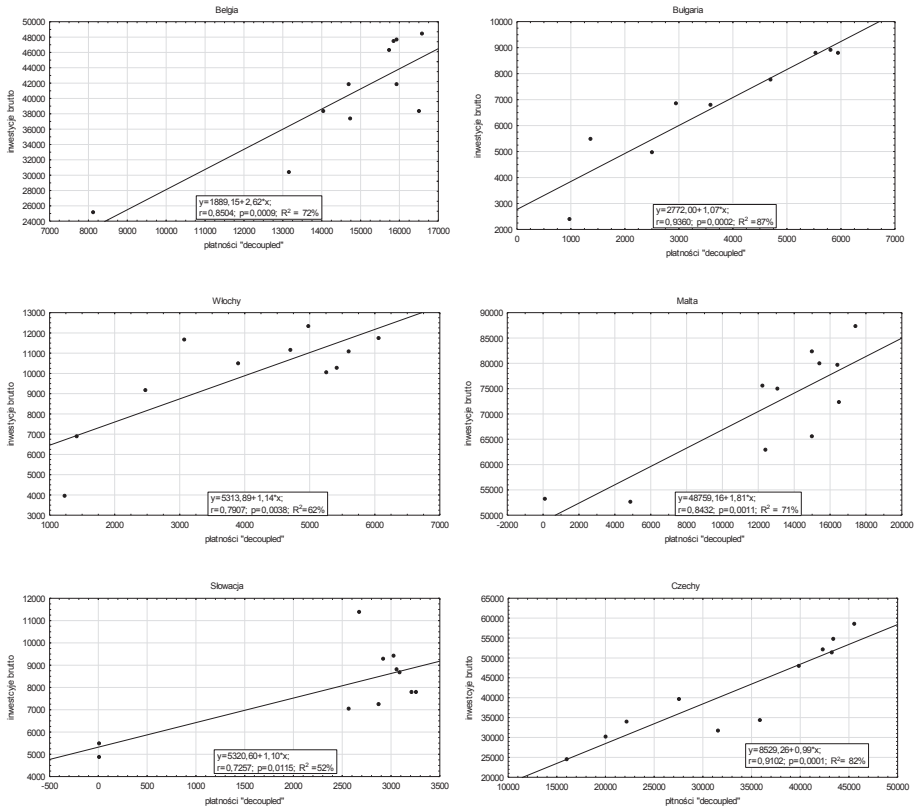 Belgia
50000
48000
46000
44000
42000
40000
38000
36000
34000
32000
30000
28000
26000
24000
inwestycje brutto
y=1889,15+2,62*x;
r=0,8504; p=0,0009; R2 = 72%
7000 8000 9000 10000 11000 12000 13000 14000 15000 16000 17000
płatności "decoupled"
Bułgaria
10000
9000
8000
7000
6000
5000
4000
3000
2000
inwestycje brutto
y=2772,00+1,07*x;
r=0,9360; p=0,0002; R2 =87%
0 1000 2000 3000 4000 5000 6000 7000
płatności "decoupled"
Włochy
13000
12000
11000
10000
9000
8000
7000
6000
5000
4000
3000
inwestycje brutto
y=5313,89+1,14*x;
r=0,7907; p=0,0038; R2=62%
1000 2000 3000 4000 5000 6000 7000
płatności "decoupled"
Malta
90000
85000
80000
75000
70000
65000
60000
55000
50000
inwestycje brutto
y=48759,16+1,81*x;
r=0,8432; p=0,0011; R2 = 71%
-2000 0 2000 4000 6000 8000 10000 12000 14000 16000 18000 20000
płatności "decoupled"
Słowacja
12000
11000
10000
9000
8000
7000
6000
5000
4000
inwestcyje brutto
y=5320,60+1,10*x;
r=0,7257; p=0,0115; R2 =52%
-500 0 500 1000 1500 2000 2500 3000 3500
płatności "decoupled"
Czechy
65000
60000
55000
50000
45000
40000
35000
30000
25000
20000
inwestycje brutto
y=8529,26+0,99*x;
r=0,9102; p=0,0001; R2 = 82%
10000 15000 20000 25000 30000 35000 40000 45000 50000
płtności "decoupled"